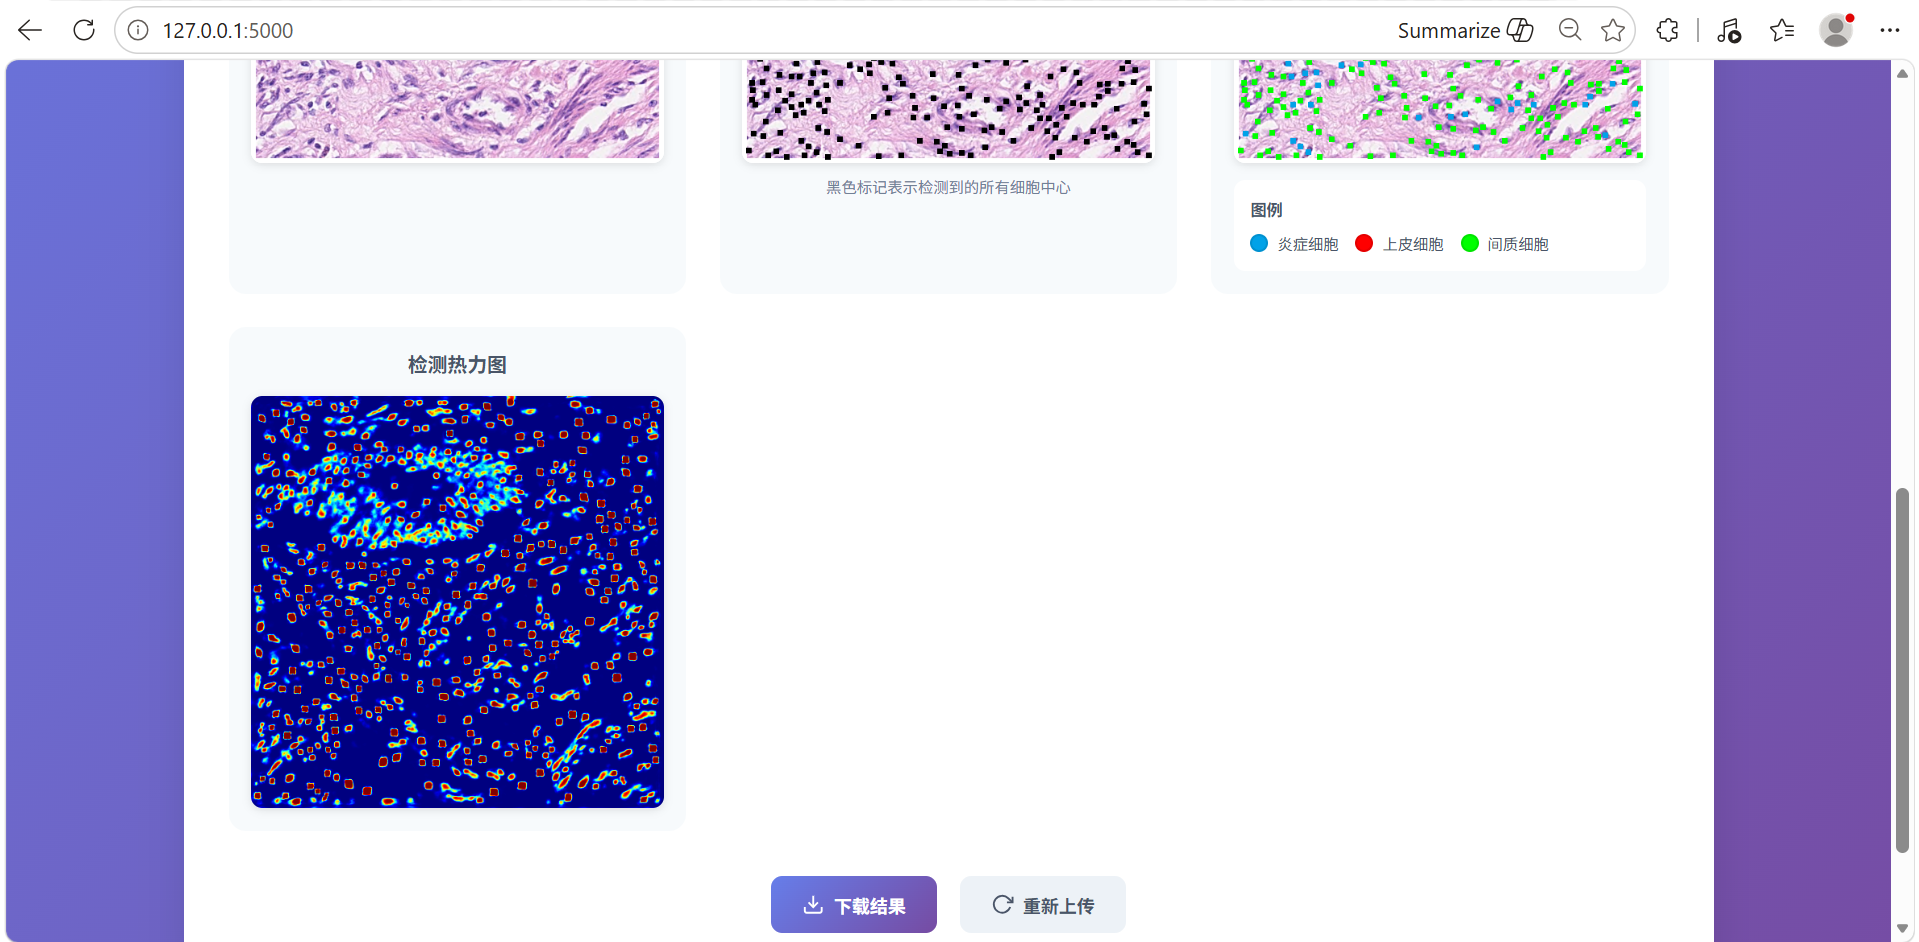 127.0.0.1:5000
Summarize
黑色标记表示检测到的所有细胞中心
图例
炎症细胞 上皮细胞 间质细胞
检测热力图
下载结果 重新上传